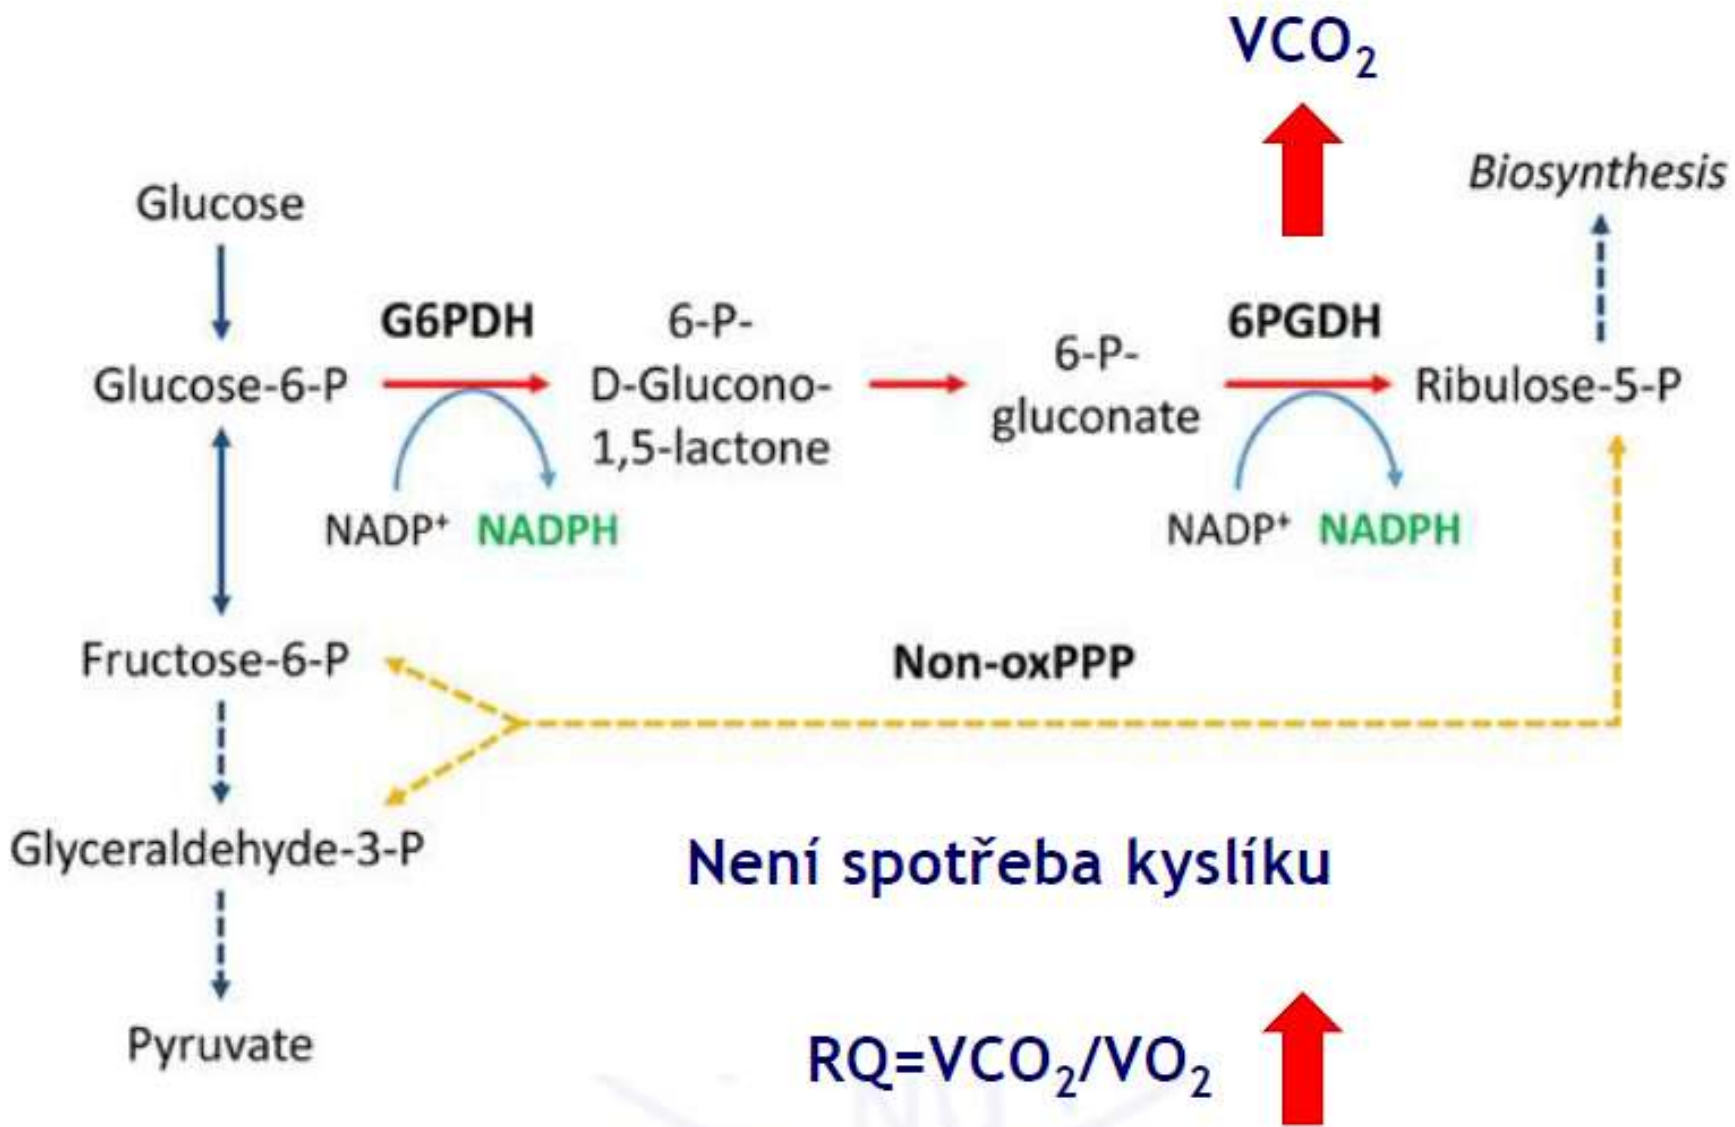 VCO₂
Biosynthesis
Glucose
G6PDH
6-P-
D-Glucono-
1,5-lactone
6-P-
gluconate
6PGDH
Glucose-6-P
Ribulose-5-P
NADP⁺ NADPH
NADP⁺ NADPH
Fructose-6-P
Non-oxPPP
Glyceraldehyde-3-P
Není spotřeba kyslíku
Pyruvate
RQ=VCO₂/VO₂